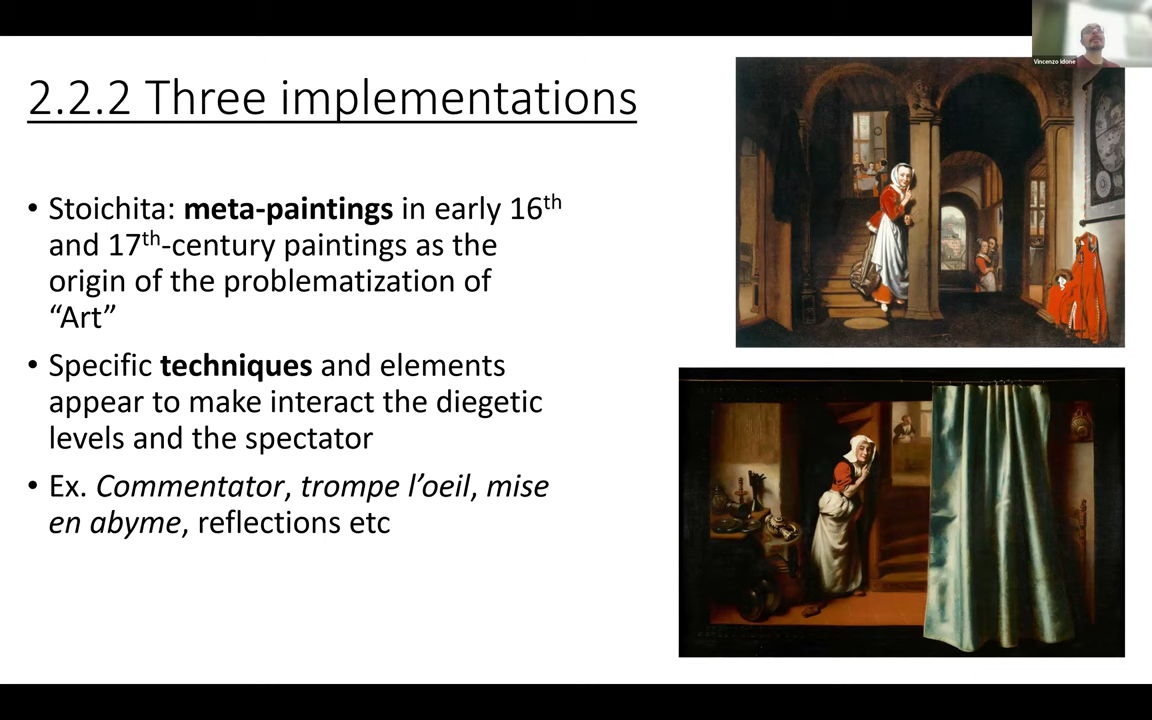 Vincenzo Idone
2.2.2 Three implementations
• Stoichita: meta-paintings in early 16th
and 17th-century paintings as the
origin of the problematization of
“Art”
• Specific techniques and elements
appear to make interact the diegetic
levels and the spectator
• Ex. Commentator, trompe l’oeil, mise
en abyme, reflections etc